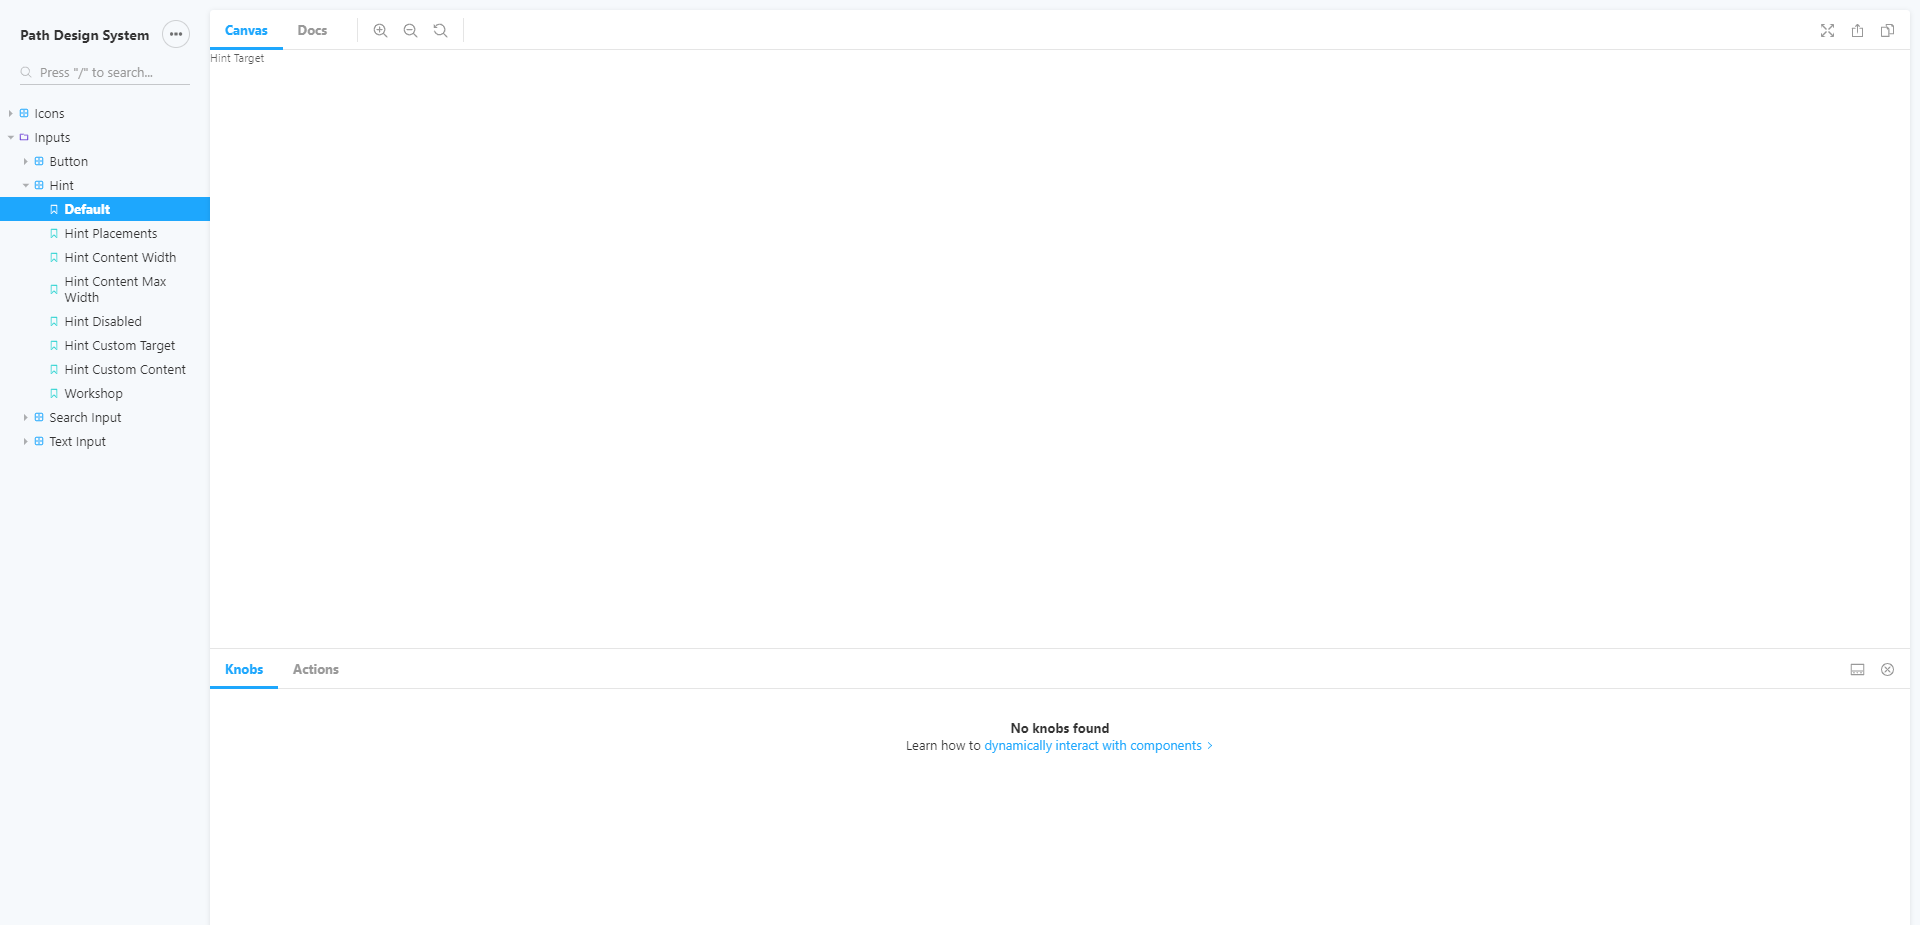 Path Design System
Press "/" to search...
Icons
Inputs
Button
Hint
Default
Hint Placements
Hint Content Width
Hint Content Max
Width
Hint Disabled
Hint Custom Target
Hint Custom Content
Workshop
Search Input
Text Input
Canvas
Docs
Hint Target
Knobs
Actions
No knobs found
Learn how to dynamically interact with components